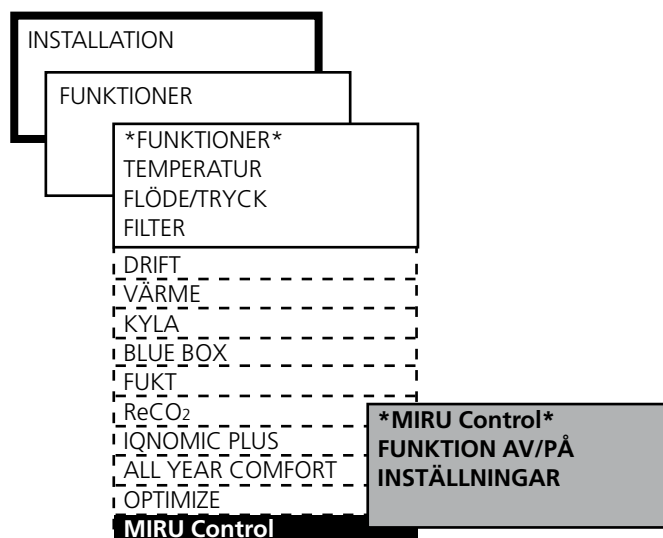 INSTALLATION
FUNKTIONER
*FUNKTIONER*
TEMPERATUR
FLÖDE/TRYCK
FILTER
DRIFT
VÄRME
KYLA
BLUE BOX
FUKT
ReCO₂
IQNOMIC PLUS
ALL YEAR COMFORT
OPTIMIZE
MIRU Control
*MIRU Control*
FUNKTION AV/PÅ
INSTÄLLNINGAR